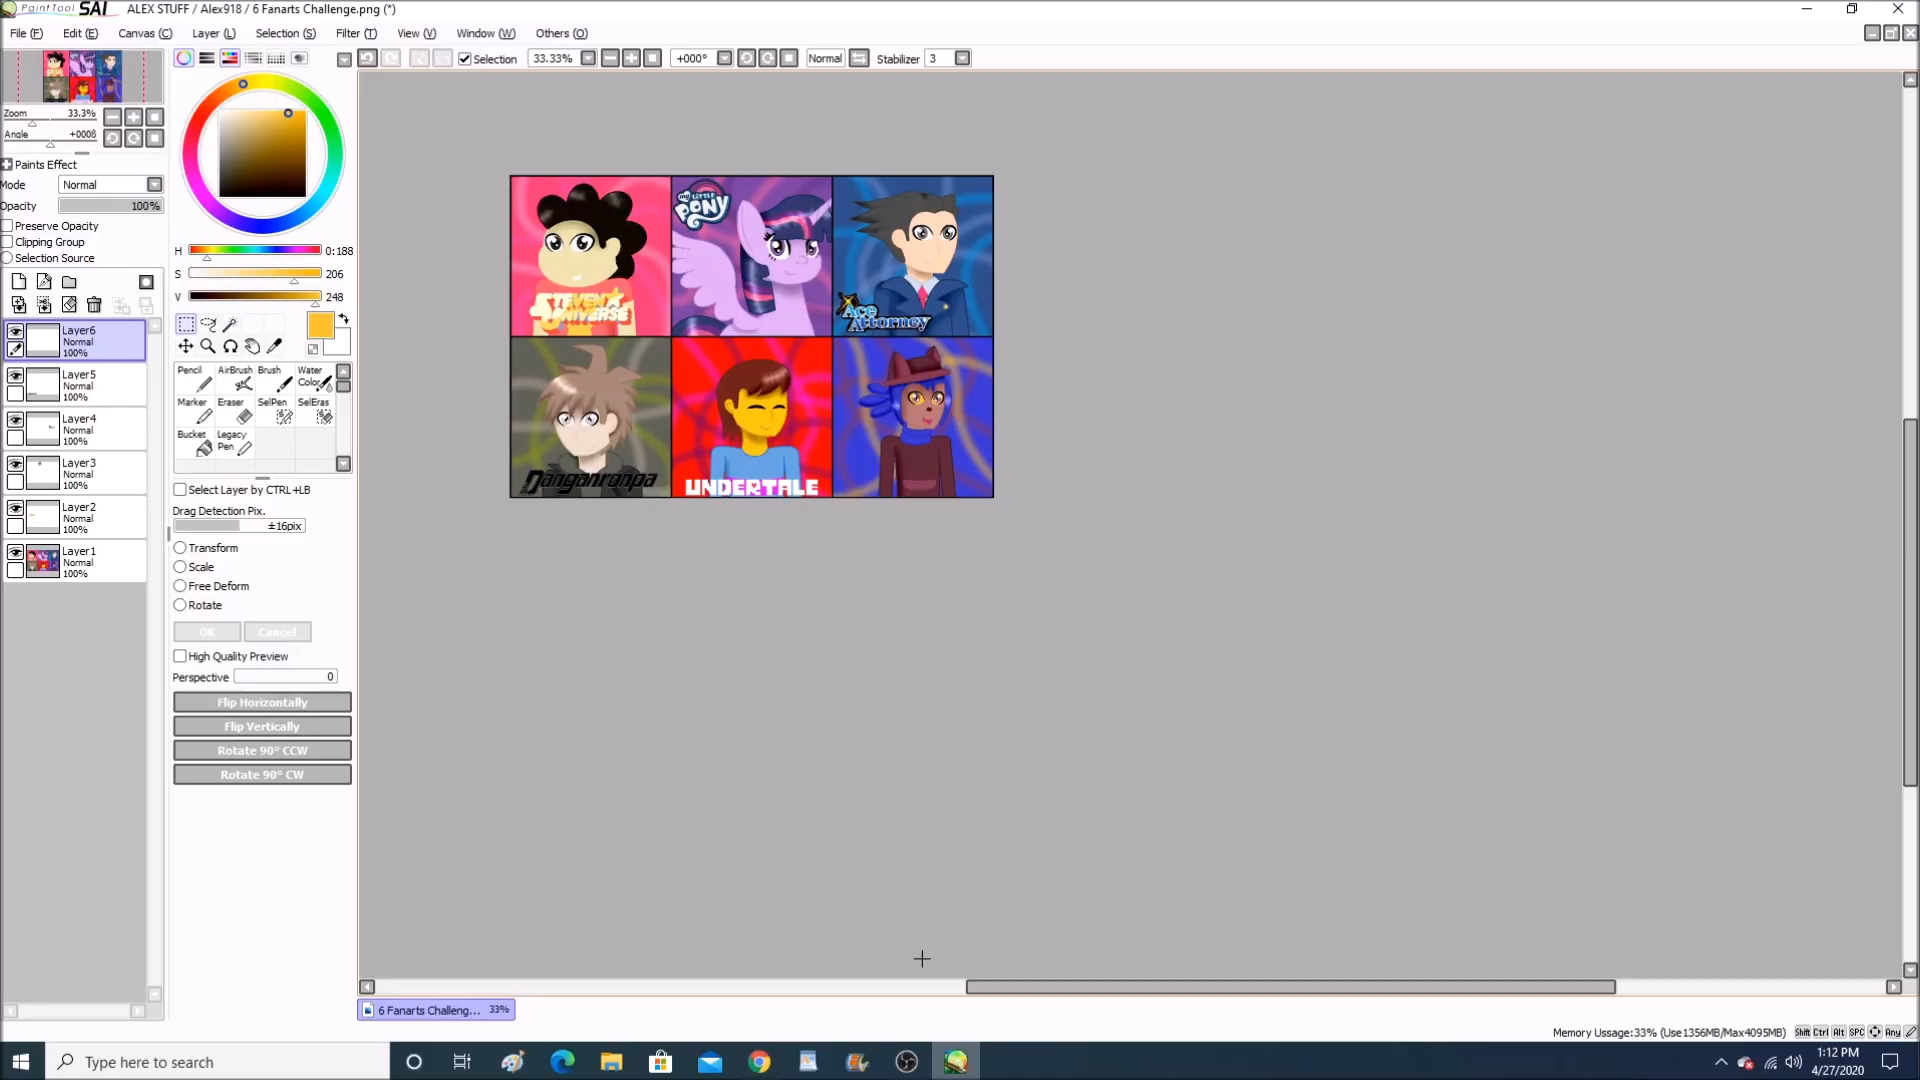 PaintTool SAI ALEX STUFF / Alex918 / 6 Fanarts Challenge.png (*)
File (F) Edit (E) Canvas (C) Layer (L) Selection (S) Filter (T) View (V) Window (W) Others (O)
Selection 33.33% +000° Normal Stabilizer 3
Zoom 33.3%
Angle +000ß
Paints Effect
Mode Normal
Opacity 100%
Preserve Opacity
Clipping Group
Selection Source
H 0:188
S 206
V 248
Layer6
Normal
100%
Layer5
Normal
100%
Layer4
Normal
100%
Layer3
Normal
100%
Layer2
Normal
100%
Layer1
Normal
100%
Pencil AirBrush Brush Water Color
Marker Eraser SelPen SelEras
Bucket Legacy Pen
Select Layer by CTRL+LB
Drag Detection Pix.
±16pix
Transform
Scale
Free Deform
Rotate
OK Cancel
High Quality Preview
Perspective 0
Flip Horizontally
Flip Vertically
Rotate 90° CCW
Rotate 90° CW
STEVEN UNIVERSE
MY LITTLE PONY
Ace Attorney
Danganronpa
UNDERTALE
6 Fanarts Challeng... 33%
Memory Ussage:33% (Use1356MB/Max4095MB) Shift Ctrl Alt SPC Any
Type here to search
1:12 PM
4/27/2020